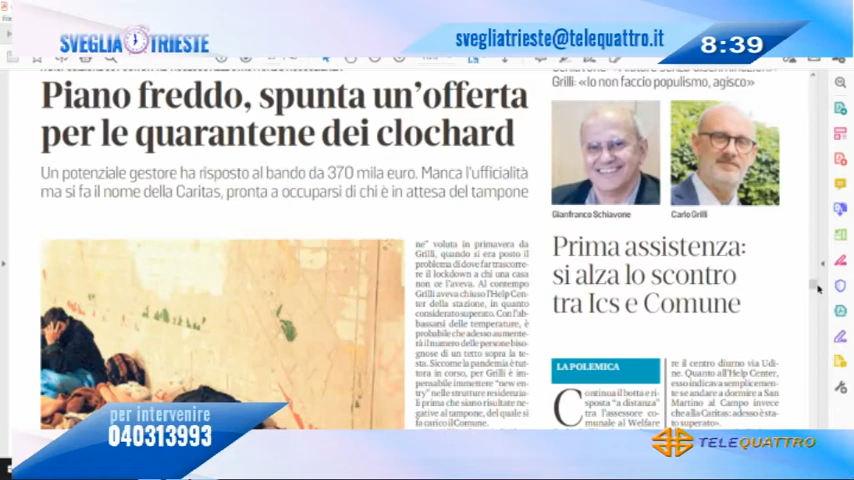 SVEGLIA TRIESTE
svegliatrieste@telequattro.it
8:39
Piano freddo, spunta un'offerta
per le quarantene dei clochard
Un potenziale gestore ha risposto al bando da 370 mila euro. Manca l'ufficialità
ma si fa il nome della Caritas, pronta a occuparsi di chi è in attesa del tampone
ne" voluta in primavera da
Grilli, quando si era posto il
problema di dove far trascorre-
re il lockdown a chi una casa
non ce l'aveva. Al contempo
Grilli aveva chiuso l'Help Cen-
ter della stazione, in quanto
considerato superato. Con l'ab-
bassarsi delle temperature, è
probabile che adesso aumente-
rà il numero delle persone biso-
gnose di un tetto sopra la te-
sta. Siccome la pandemia è tut-
tora in corso, per Grilli è im-
pensabile immettere "new en-
try" nelle strutture residenzia-
li prima che siano risultate ne-
gative al tampone, del quale si
fa carico il Comune.
Grilli: «Io non faccio populismo, agisco»
Gianfranco Schiavone
Carlo Grilli
Prima assistenza:
si alza lo scontro
tra Ics e Comune
LA POLEMICA
Continua il botta e ri-
sposta "a distanza"
tra l'assessore co-
munale al Welfare
re il centro diurno via Udi-
ne. Quanto all'Help Center,
esso indicava semplicemen-
te se andare a dormire a San
Martino al Campo invece
che alla Caritas: adesso è sta-
to superato».
per intervenire
040313993
TELEQUATTRO